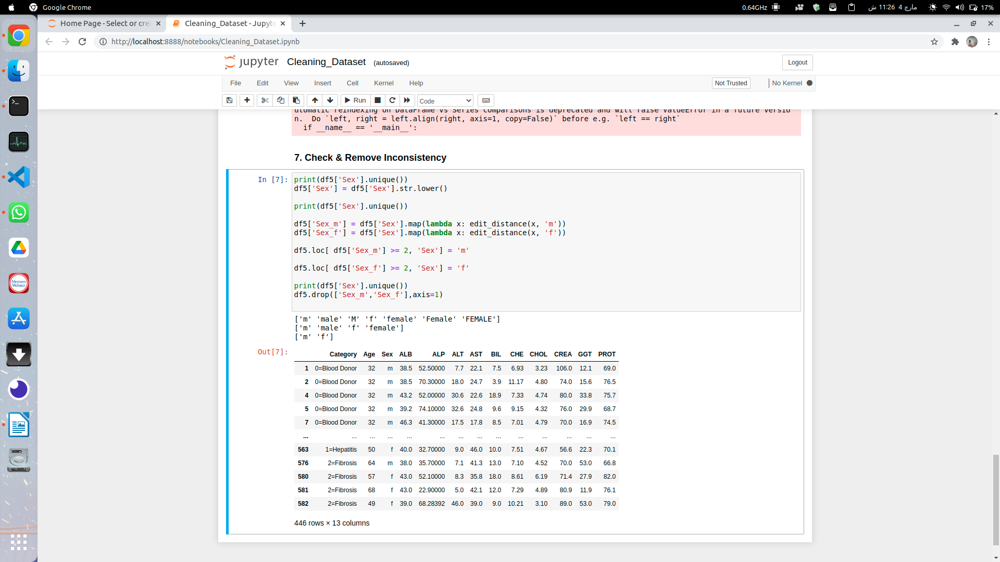 Google Chrome
0.64GHz
مارچ 4 11:26 ش
17%
Home Page - Select or crea
Cleaning_Dataset - Jupyte
http://localhost:8888/notebooks/Cleaning_Dataset.ipynb
jupyter Cleaning_Dataset (autosaved)
Logout
File Edit View Insert Cell Kernel Help
Not Trusted
No Kernel
Run
Code
utomatic reindexing on DataFrame vs Series comparisons is deprecated and will raise ValueError in a future versio
n.  Do `left, right = left.align(right, axis=1, copy=False)` before e.g. `left == right`
  if __name__ == '__main__':
7. Check & Remove Inconsistency
In [7]:
print(df5['Sex'].unique())
df5['Sex'] = df5['Sex'].str.lower()
print(df5['Sex'].unique())
df5['Sex_m'] = df5['Sex'].map(lambda x: edit_distance(x, 'm'))
df5['Sex_f'] = df5['Sex'].map(lambda x: edit_distance(x, 'f'))
df5.loc[ df5['Sex_m'] >= 2, 'Sex'] = 'm'
df5.loc[ df5['Sex_f'] >= 2, 'Sex'] = 'f'
print(df5['Sex'].unique())
df5.drop(['Sex_m','Sex_f'],axis=1)
['m' 'male' 'M' 'f' 'female' 'Female' 'FEMALE']
['m' 'male' 'f' 'female']
['m' 'f']
Out[7]:
Category Age Sex ALB ALP ALT AST BIL CHE CHOL CREA GGT PROT
1 0=Blood Donor 32 m 38.5 52.50000 7.7 22.1 7.5 6.93 3.23 106.0 12.1 69.0
2 0=Blood Donor 32 m 38.5 70.30000 18.0 24.7 3.9 11.17 4.80 74.0 15.6 76.5
4 0=Blood Donor 32 m 43.2 52.00000 30.6 22.6 18.9 7.33 4.74 80.0 33.8 75.7
5 0=Blood Donor 32 m 39.2 74.10000 32.6 24.8 9.6 9.15 4.32 76.0 29.9 68.7
7 0=Blood Donor 32 m 46.3 41.30000 17.5 17.8 8.5 7.01 4.79 70.0 16.9 74.5
... ... ... ... ... ... ... ... ... ... ... ... ... ...
563 1=Hepatitis 50 f 40.0 32.70000 9.0 46.0 10.0 7.51 4.67 56.6 22.3 70.1
576 2=Fibrosis 64 m 38.0 35.70000 7.1 41.3 13.0 7.10 4.52 70.0 53.0 66.8
580 2=Fibrosis 57 f 43.0 52.10000 8.3 35.8 18.0 8.61 6.19 71.4 27.9 82.0
581 2=Fibrosis 68 f 43.0 22.90000 5.0 42.1 12.0 7.29 4.89 80.9 11.9 76.1
582 2=Fibrosis 49 f 39.0 68.28392 46.0 39.0 9.0 10.21 3.10 89.0 53.0 79.0
446 rows × 13 columns
Merriam-
Webster